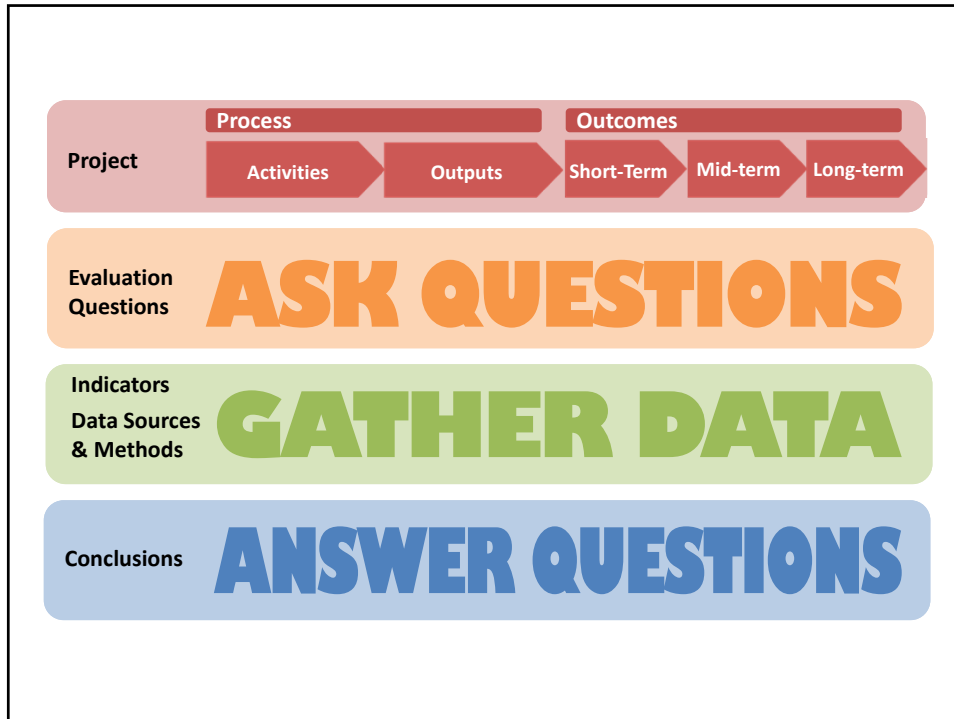 Process
Outcomes
Project
Activities
Outputs
Short-Term
Mid-term
Long-term
Evaluation
Questions
ASK QUESTIONS
Indicators
Data Sources
& Methods
GATHER DATA
Conclusions
ANSWER QUESTIONS